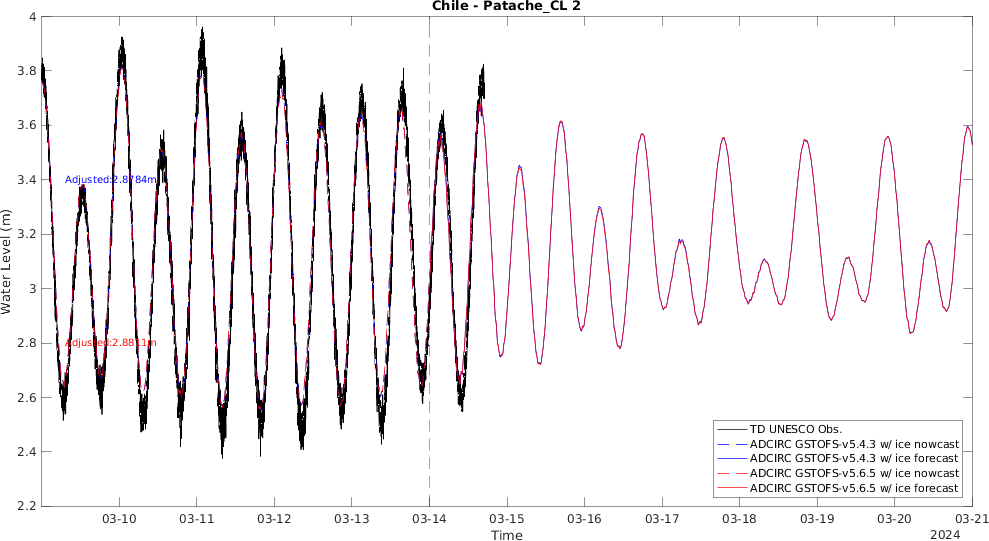 Chile - Patache_CL 2
4
3.8
3.6
3.4
3.2
3
2.8
2.6
2.4
2.2
Water Level (m)
Adjusted:2.8784m
Adjusted:2.8811m
TD UNESCO Obs.
ADCIRC GSTOFS-v5.4.3 w/ ice nowcast
ADCIRC GSTOFS-v5.4.3 w/ ice forecast
ADCIRC GSTOFS-v5.6.5 w/ ice nowcast
ADCIRC GSTOFS-v5.6.5 w/ ice forecast
03-10 03-11 03-12 03-13 03-14 03-15 03-16 03-17 03-18 03-19 03-20 03-21
Time
2024